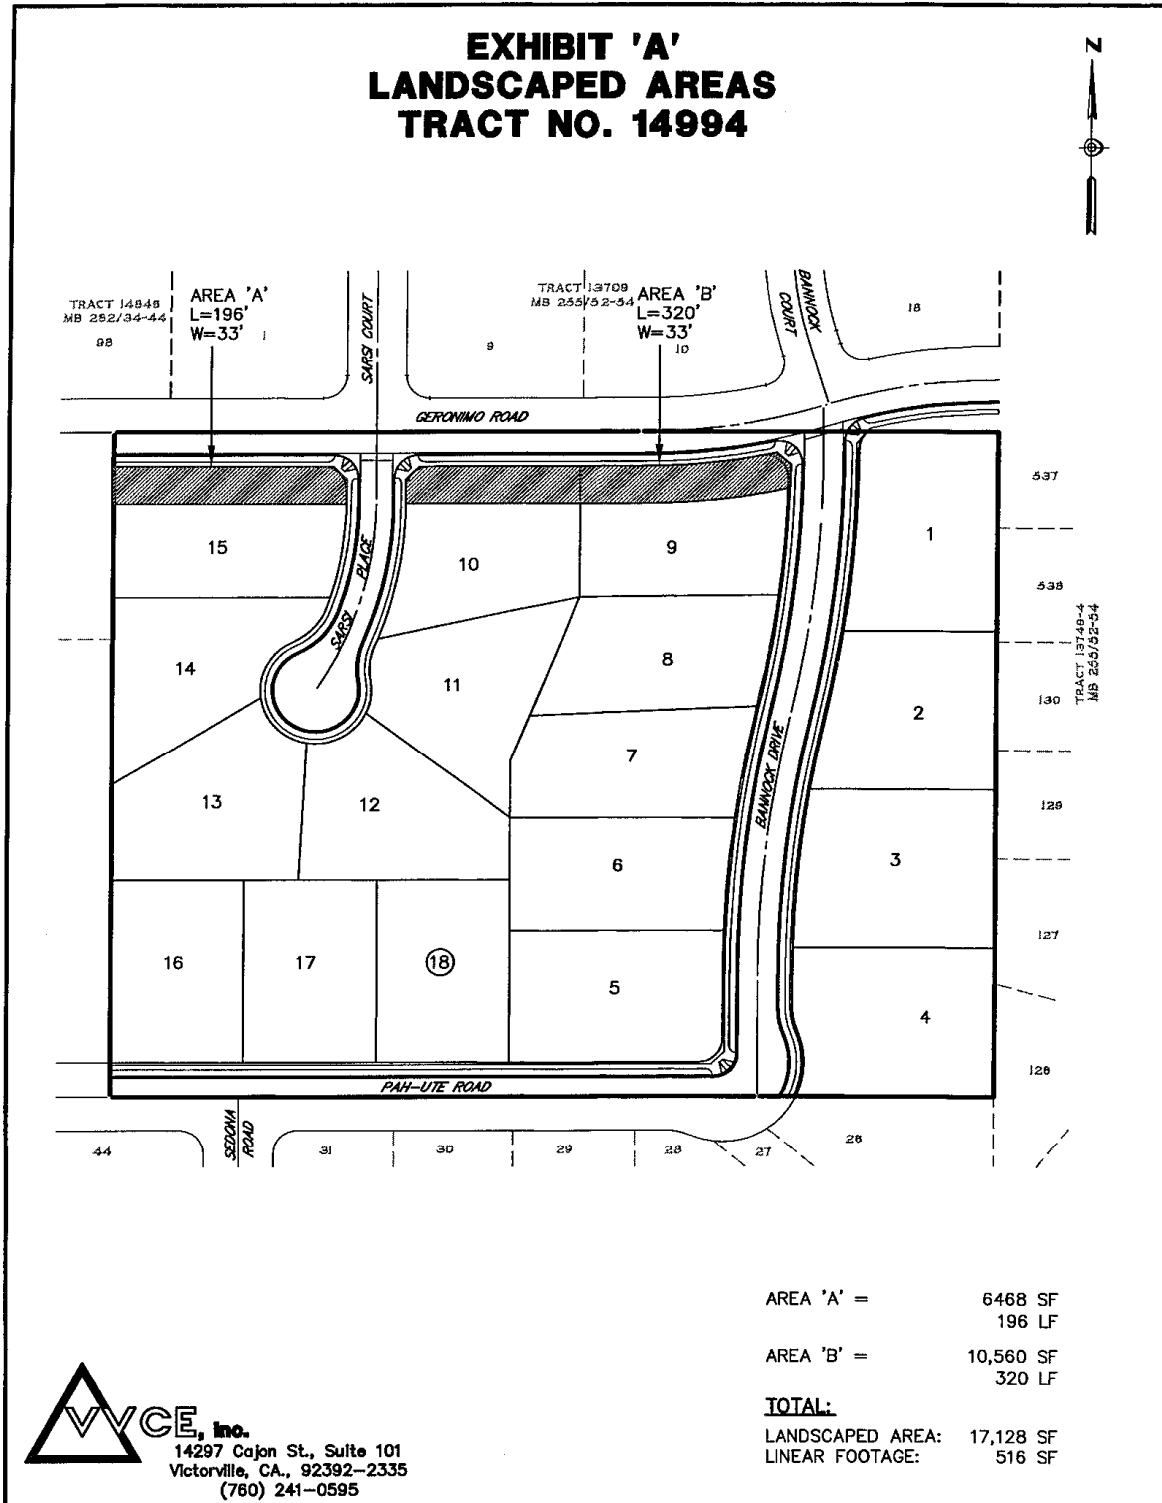 EXHIBIT 'A'
LANDSCAPED AREAS
TRACT NO. 14994
N
TRACT 14848
MB 282/34-44
98
AREA 'A'
L=196'
W=33'
1
SARSI COURT
9
TRACT 13709
MB 255/52-54
AREA 'B'
L=320'
W=33'
10
BANNOCK
COURT
18
GERONIMO ROAD
537
15
SARSI PLACE
10
9
1
538
TRACT 13748-4
MB 255/52-54
14
11
8
130
2
7
BANNOCK DRIVE
13
12
129
6
3
127
16
17
18
5
4
128
PAH-UTE ROAD
44
SEDONA
ROAD
31
30
29
28
27
26
AREA 'A' = 6468 SF
196 LF
AREA 'B' = 10,560 SF
320 LF
TOTAL:
LANDSCAPED AREA: 17,128 SF
LINEAR FOOTAGE: 516 SF
VVCE, Inc.
14297 Cajon St., Suite 101
Victorville, CA., 92392-2335
(760) 241-0595